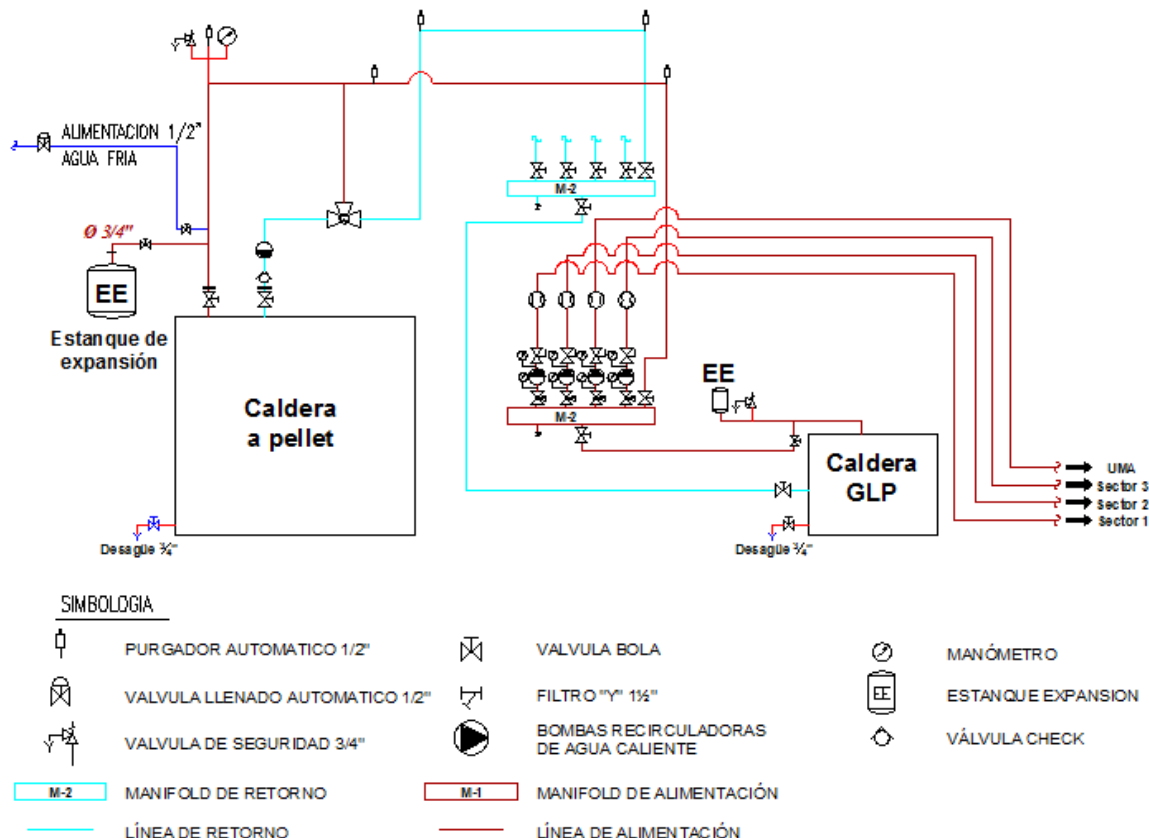 ALIMENTACION 1/2"
AGUA FRIA
Ø 3/4"
EE
Estanque de
expansión
Caldera
a pellet
Desagüe ¾"
M-2
M-2
EE
Caldera
GLP
Desagüe ¾"
UMA
Sector 3
Sector 2
Sector 1
SIMBOLOGIA
PURGADOR AUTOMATICO 1/2"
VALVULA LLENADO AUTOMATICO 1/2"
VALVULA DE SEGURIDAD 3/4"
M-2 MANIFOLD DE RETORNO
LÍNEA DE RETORNO
VALVULA BOLA
FILTRO "Y" 1½"
BOMBAS RECIRCULADORAS
DE AGUA CALIENTE
M-1 MANIFOLD DE ALIMENTACIÓN
LÍNEA DE ALIMENTACIÓN
MANÓMETRO
EE ESTANQUE EXPANSION
VÁLVULA CHECK